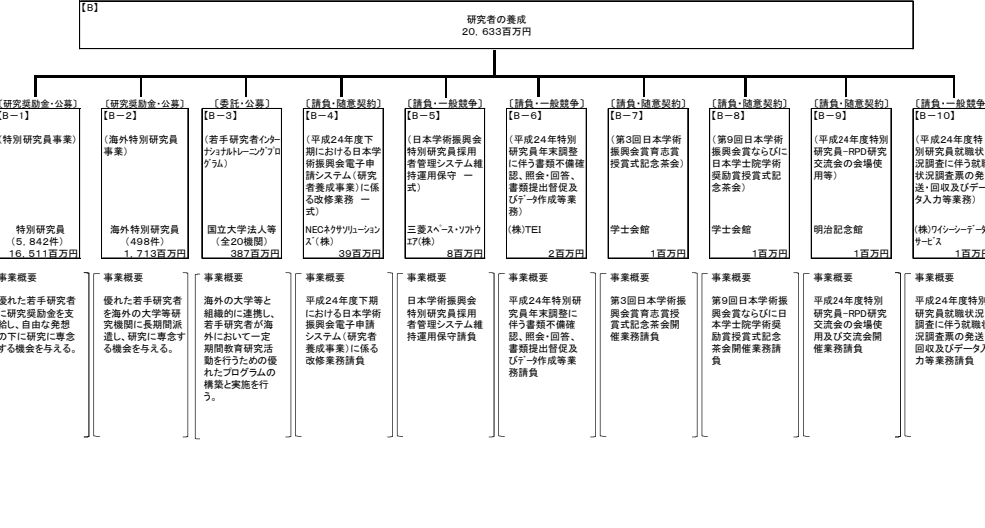 【B】
研究者の養成
20,633百万円
〔研究奨励金・公募〕
【B－1】
（特別研究員事業）
特別研究員
（5,842件）
16,511百万円
事業概要
優れた若手研究者
に研究奨励金を支
給し、自由な発想
の下に研究に専念
する機会を与える。
〔研究奨励金・公募〕
【B－2】
（海外特別研究員
事業）
海外特別研究員
（498件）
1,713百万円
事業概要
優れた若手研究者
を海外の大学等研
究機関に長期間派
遣し、研究に専念す
る機会を与える。
〔委託・公募〕
【B－3】
（若手研究者ｲﾝﾀｰ
ﾅｼｮﾅﾙﾄﾚｰﾆﾝｸﾞﾌﾟﾛ
ｸﾞﾗﾑ）
国立大学法人等
（全20機関）
387百万円
事業概要
海外の大学等と
組織的に連携し、
若手研究者が海
外において一定
期間教育研究活
動を行うための優
れたプログラムの
構築と実施を行
う。
〔請負・随意契約〕
【B－4】
（平成24年度下
期における日本学
術振興会電子申
請システム（研究
者養成事業）に係
る改修業務　一
式）
NECﾈｸｻｿﾘｭｰｼｮﾝ
ｽﾞ（株）
39百万円
事業概要
平成24年度下期
における日本学術
振興会電子申請
システム（研究者
養成事業）に係る
改修業務請負
〔請負・一般競争〕
【B－5】
（日本学術振興会
特別研究員採用
者管理システム維
持運用保守　一
式）
三菱ｽﾍﾟｰｽ・ｿﾌﾄｳ
ｴｱ（株）
8百万円
事業概要
日本学術振興会
特別研究員採用
者管理システム維
持運用保守請負
〔請負・一般競争〕
【B－6】
（平成24年特別
研究員年末調整
に伴う書類不備確
認、照会・回答、
書類提出督促及
びﾃﾞｰﾀ作成等業
務）
（株）TEI
2百万円
事業概要
平成24年特別研
究員年末調整に
伴う書類不備確
認、照会・回答、
書類提出督促及
びﾃﾞｰﾀ作成等業
務請負
〔請負・随意契約〕
【B－7】
（第3回日本学術
振興会賞育志賞
授賞式記念茶会）
学士会館
1百万円
事業概要
第3回日本学術振
興会賞育志賞授
賞式記念茶会開
催業務請負
〔請負・随意契約〕
【B－8】
（第9回日本学術
振興会賞ならびに
日本学士院学術
奨励賞授賞式記
念茶会）
学士会館
1百万円
事業概要
第9回日本学術振
興会賞ならびに日
本学士院学術奨
励賞授賞式記念
茶会開催業務請
負
〔請負・随意契約〕
【B－9】
（平成24年度特別
研究員-RPD研究
交流会の会場使
用等）
明治記念館
1百万円
事業概要
平成24年度特別
研究員-RPD研究
交流会の会場使
用及び交流会開
催業務請負
〔請負・一般競争
【B－10】
（平成24年度特
別研究員就職状
況調査に伴う就職
状況調査票の発
送・回収及びデー
タ入力等業務）
（株）ﾜｲｼｰｼｰﾃﾞｰﾀ
ｻｰﾋﾞｽ
1百万円
事業概要
平成24年度特別
研究員就職状況
調査に伴う就職状
況調査票の発送・
回収及びデータ入
力等業務請負